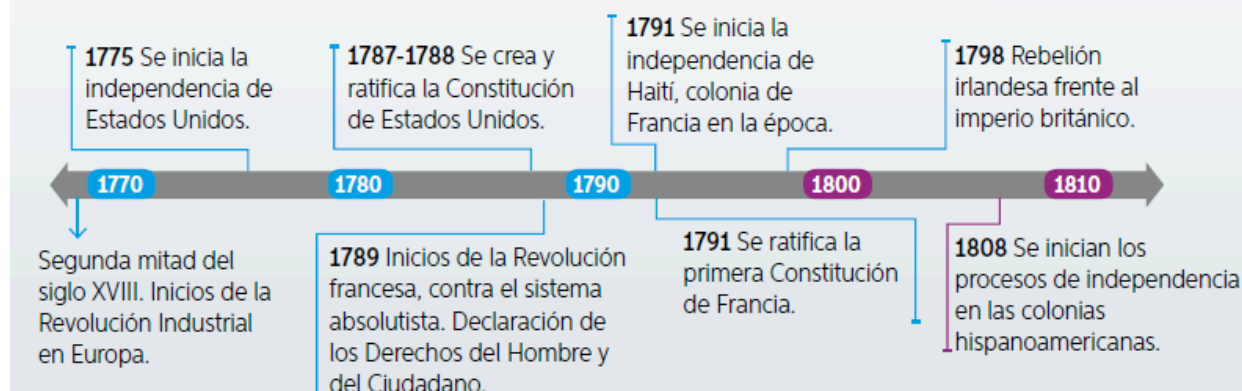 1775 Se inicia la
independencia de
Estados Unidos.
1787-1788 Se crea y
ratifica la Constitución
de Estados Unidos.
1791 Se inicia la
independencia de
Haití, colonia de
Francia en la época.
1798 Rebelión
irlandesa frente al
imperio británico.
1770
1780
1790
1800
1810
Segunda mitad del
siglo XVIII. Inicios de la
Revolución Industrial
en Europa.
1789 Inicios de la Revolución
francesa, contra el sistema
absolutista. Declaración de
los Derechos del Hombre y
del Ciudadano.
1791 Se ratifica la
primera Constitución
de Francia.
1808 Se inician los
procesos de independencia
en las colonias
hispanoamericanas.